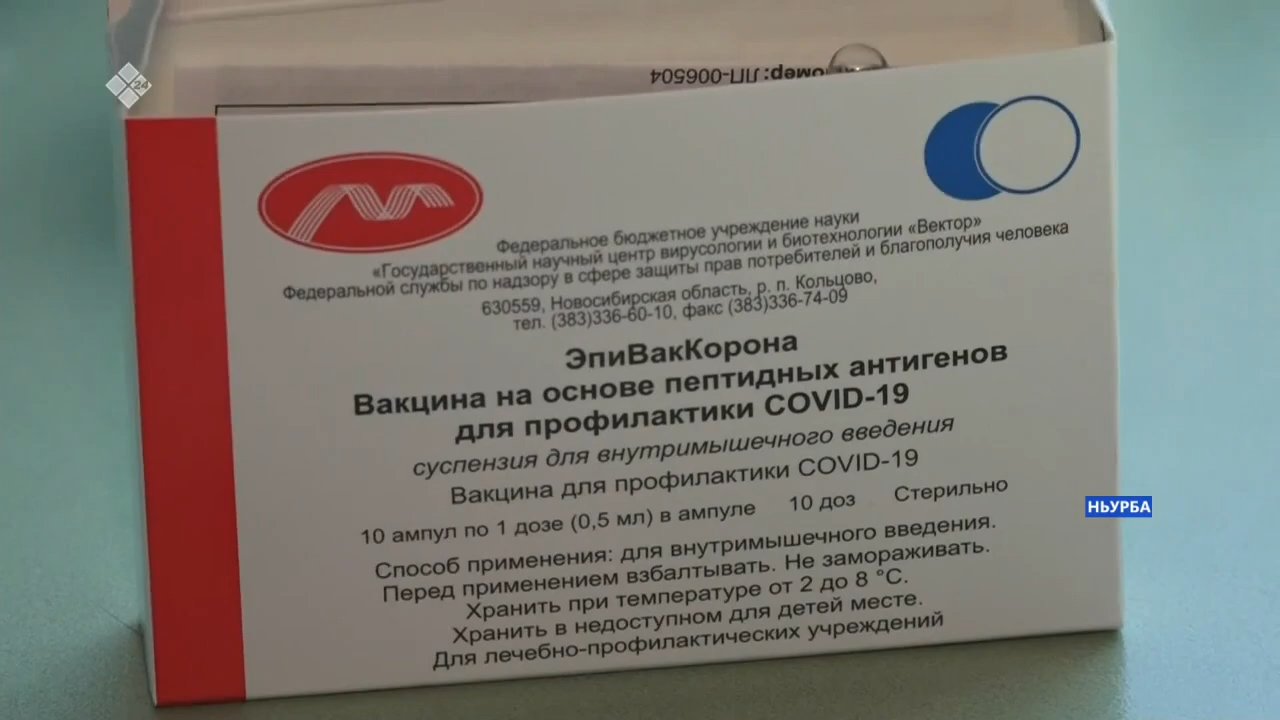 24
омер: ЛП-006504
Федеральное бюджетное учреждение науки
«Государственный научный центр вирусологии и биотехнологии «Вектор»
Федеральной службы по надзору в сфере защиты прав потребителей и благополучия человека
630559, Новосибирская область, р. п. Кольцово,
тел. (383)336-60-10, факс (383)336-74-09
ЭпиВакКорона
Вакцина на основе пептидных антигенов
для профилактики COVID-19
суспензия для внутримышечного введения
Вакцина для профилактики COVID-19
10 ампул по 1 дозе (0,5 мл) в ампуле 10 доз Стерильно
Способ применения: для внутримышечного введения.
Перед применением взбалтывать. Не замораживать.
Хранить при температуре от 2 до 8 °С.
Хранить в недоступном для детей месте.
Для лечебно-профилактических учреждений
НЬУРБА